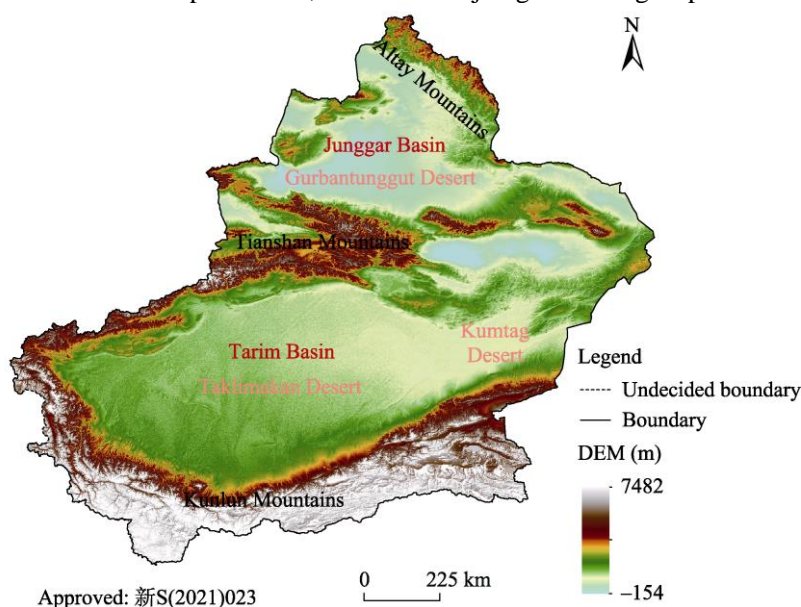 N
Altay Mountains
Junggar Basin
Gurbantunggut Desert
Tianshan Mountains
Kumtag
Desert
Tarim Basin
Taklimakan Desert
Kunlun Mountains
Legend
Undecided boundary
Boundary
DEM (m)
7482
–154
0 225 km
Approved: 新S(2021)023